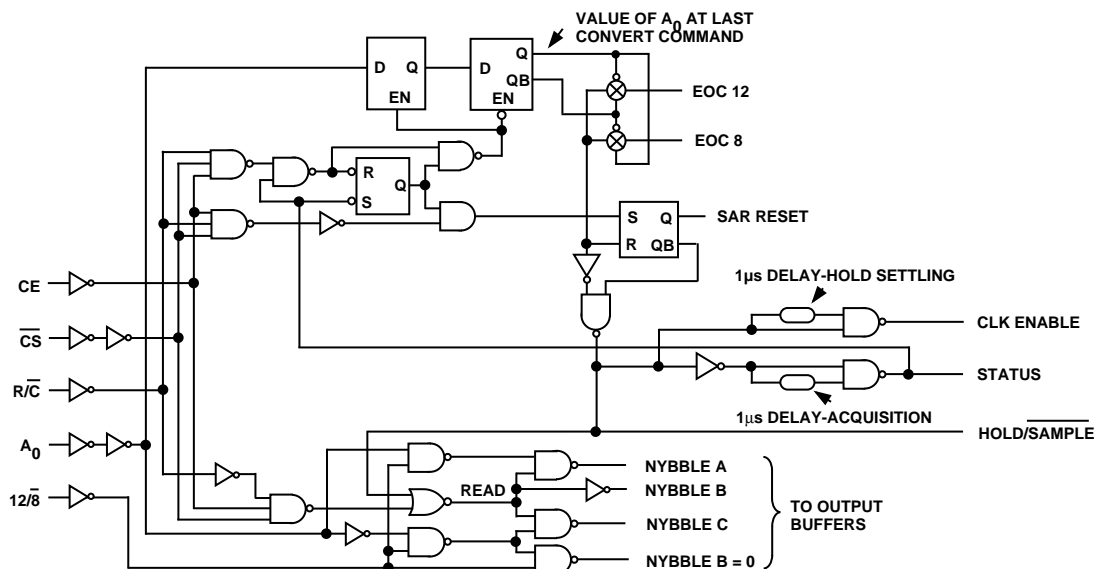 VALUE OF A0 AT LAST
CONVERT COMMAND
D Q
EN
D Q
QB
EN
EOC 12
EOC 8
R Q
S
S Q
R QB
SAR RESET
CE
1µs DELAY-HOLD SETTLING
CLK ENABLE
CS
STATUS
R/C
1µs DELAY-ACQUISITION
A0
HOLD/SAMPLE
12/8
READ
NYBBLE A
NYBBLE B
NYBBLE C
NYBBLE B = 0
TO OUTPUT
BUFFERS